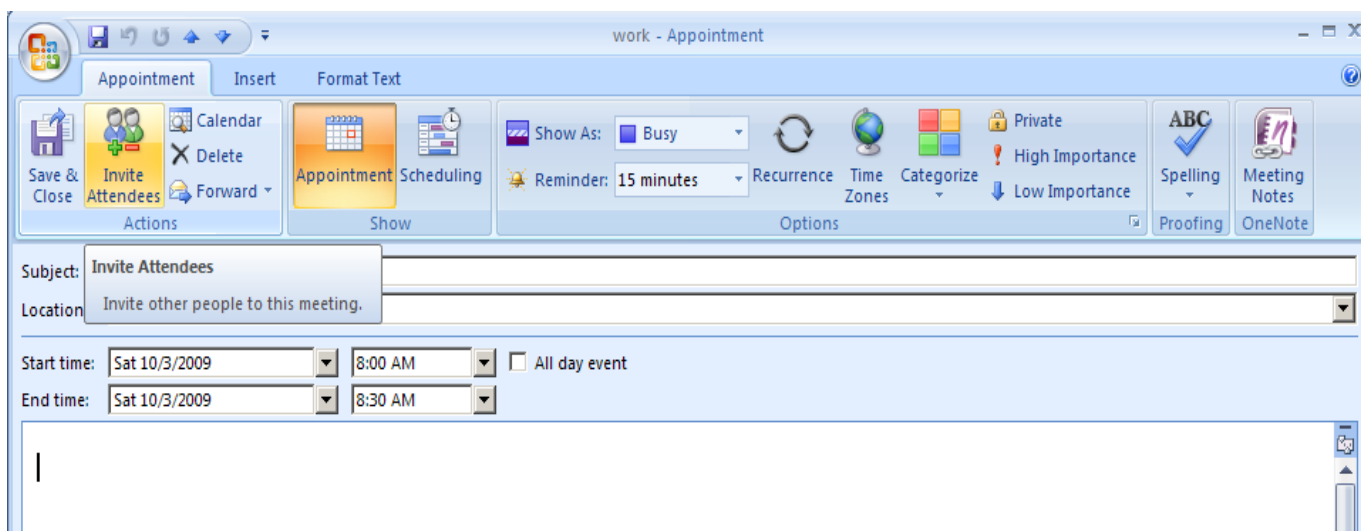 work - Appointment
Appointment Insert Format Text
Save & Close
Invite Attendees
Calendar
Delete
Forward
Actions
Appointment Scheduling
Show
Show As: Busy
Reminder: 15 minutes
Recurrence
Time Zones
Categorize
Private
High Importance
Low Importance
Options
ABC
Spelling
Proofing
Meeting Notes
OneNote
Subject:
Invite Attendees
Invite other people to this meeting.
Location
Start time: Sat 10/3/2009 8:00 AM All day event
End time: Sat 10/3/2009 8:30 AM